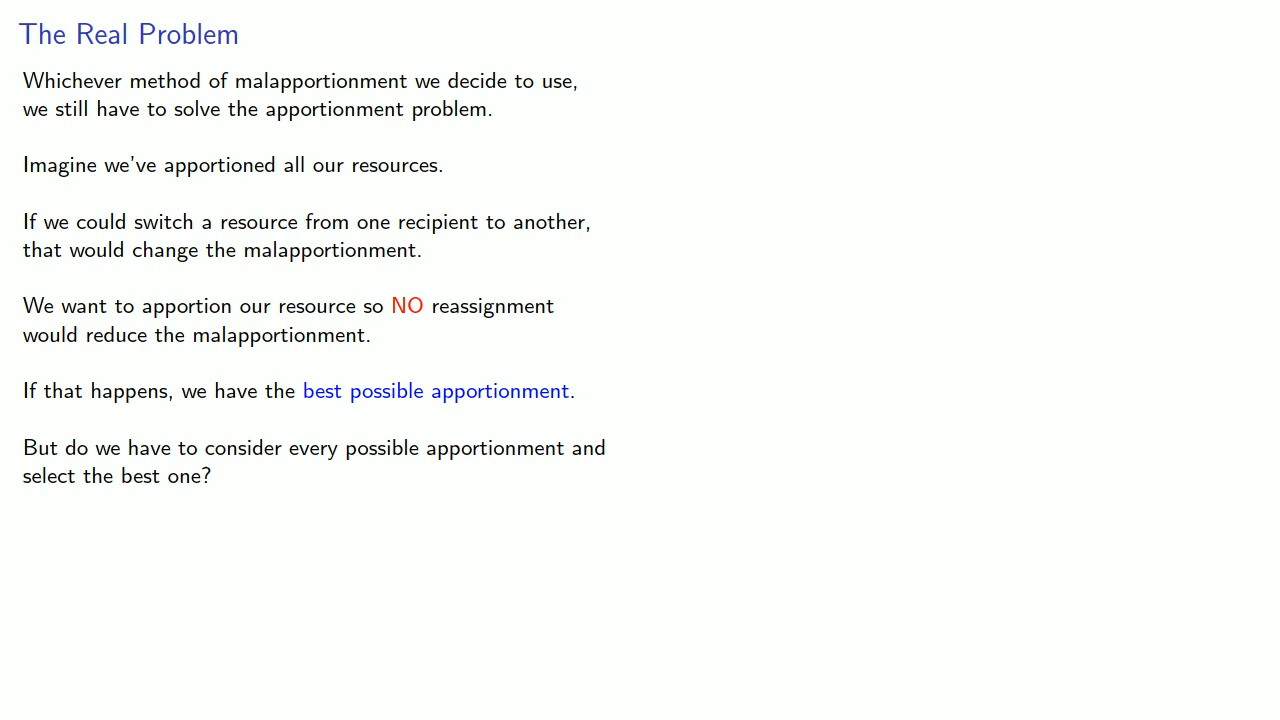 The Real Problem
Whichever method of malapportionment we decide to use,
we still have to solve the apportionment problem.
Imagine we've apportioned all our resources.
If we could switch a resource from one recipient to another,
that would change the malapportionment.
We want to apportion our resource so NO reassignment
would reduce the malapportionment.
If that happens, we have the best possible apportionment.
But do we have to consider every possible apportionment and
select the best one?